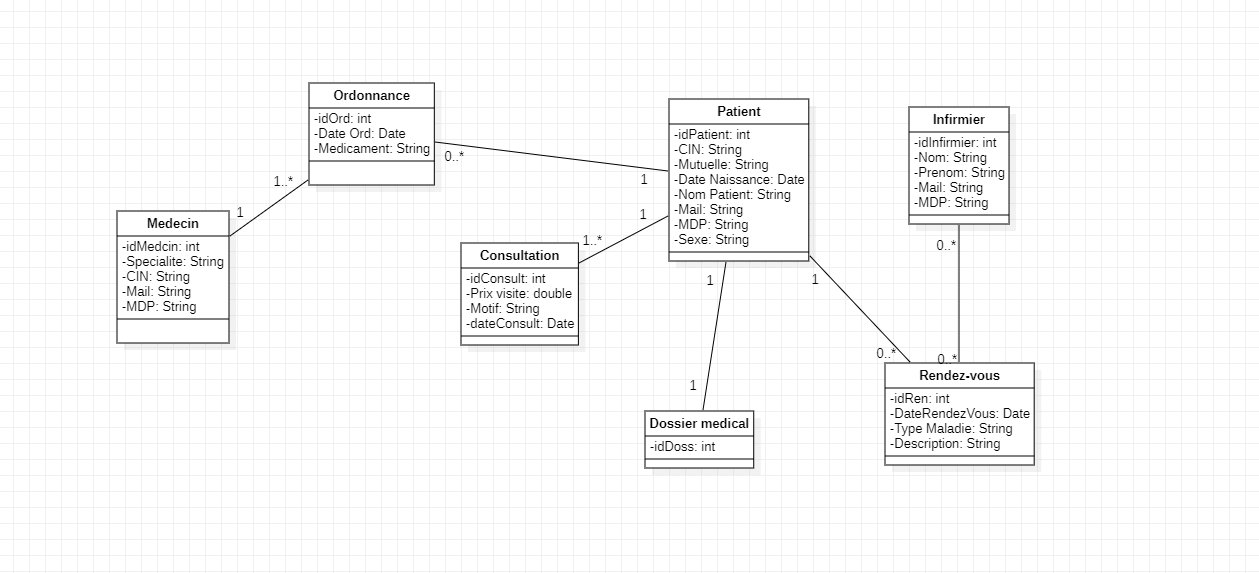 Ordonnance
-idOrd: int
-Date Ord: Date
-Medicament: String
0..*
1
1..*
1
Medecin
-idMedcin: int
-Specialite: String
-CIN: String
-Mail: String
-MDP: String
Consultation
-idConsult: int
-Prix visite: double
-Motif: String
-dateConsult: Date
1..*
1
Patient
-idPatient: int
-CIN: String
-Mutuelle: String
-Date Naissance: Date
-Nom Patient: String
-Mail: String
-MDP: String
-Sexe: String
1
1
Dossier medical
-idDoss: int
1
0..*
Infirmier
-idInfirmier: int
-Nom: String
-Prenom: String
-Mail: String
-MDP: String
0..*
0..*
Rendez-vous
-idRen: int
-DateRendezVous: Date
-Type Maladie: String
-Description: String